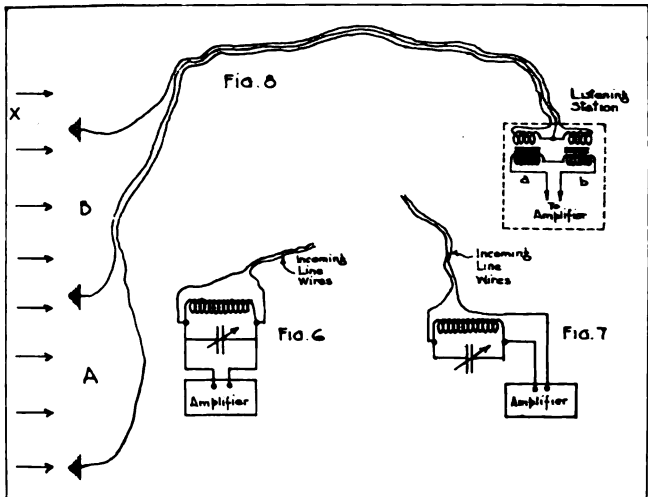 FIG. 8
Listening
Station
X
a
b
To
Amplifier
B
Incoming
Line
Wires
Incoming
Line
Wires
FIG. 6
FIG. 7
A
Amplifier
Amplifier